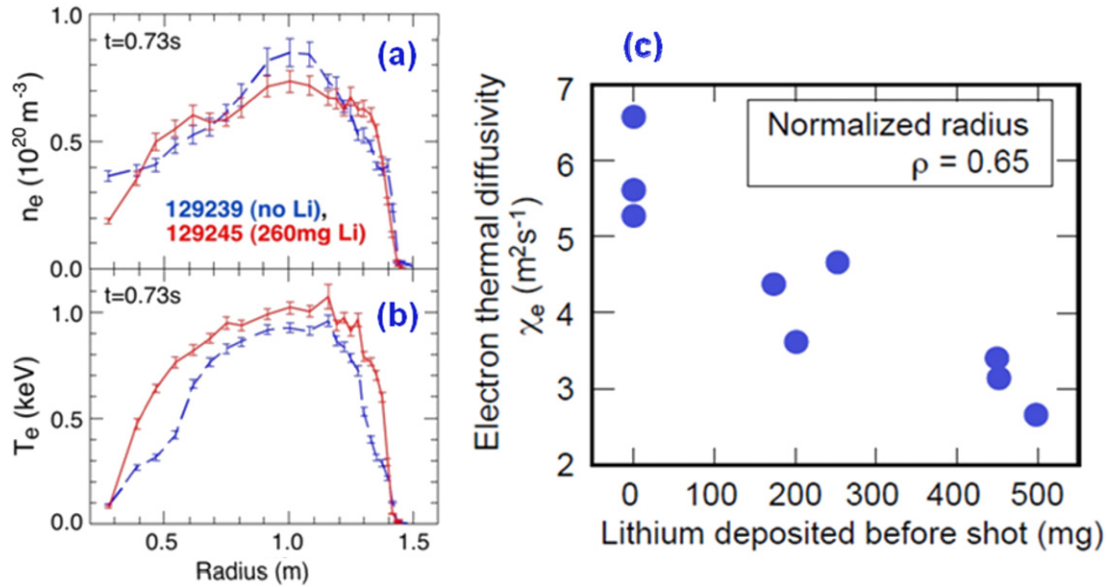 1.0
t=0.73s
(a)
0.5
nₑ (10²⁰ m⁻³)
129239 (no Li),
129245 (260mg Li)
0.0
t=0.73s
(b)
1.0
Tₑ (keV)
0.5
0.0
0.5
1.0
1.5
Radius (m)
(c)
7
6
5
4
3
2
Electron thermal diffusivity
χₑ (m²s⁻¹)
Normalized radius
ρ = 0.65
0 100 200 300 400 500
Lithium deposited before shot (mg)